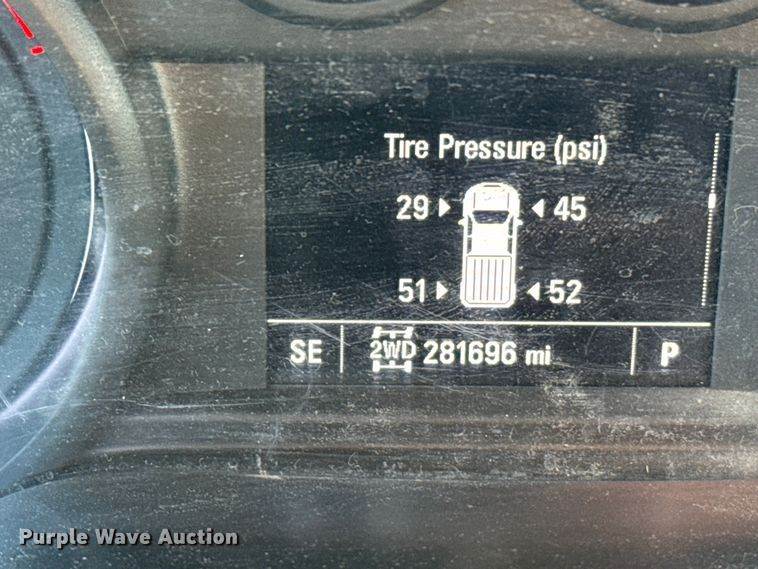 Tire Pressure (psi)
29 45
51 52
SE 2WD 281696 mi P
Purple Wave Auction